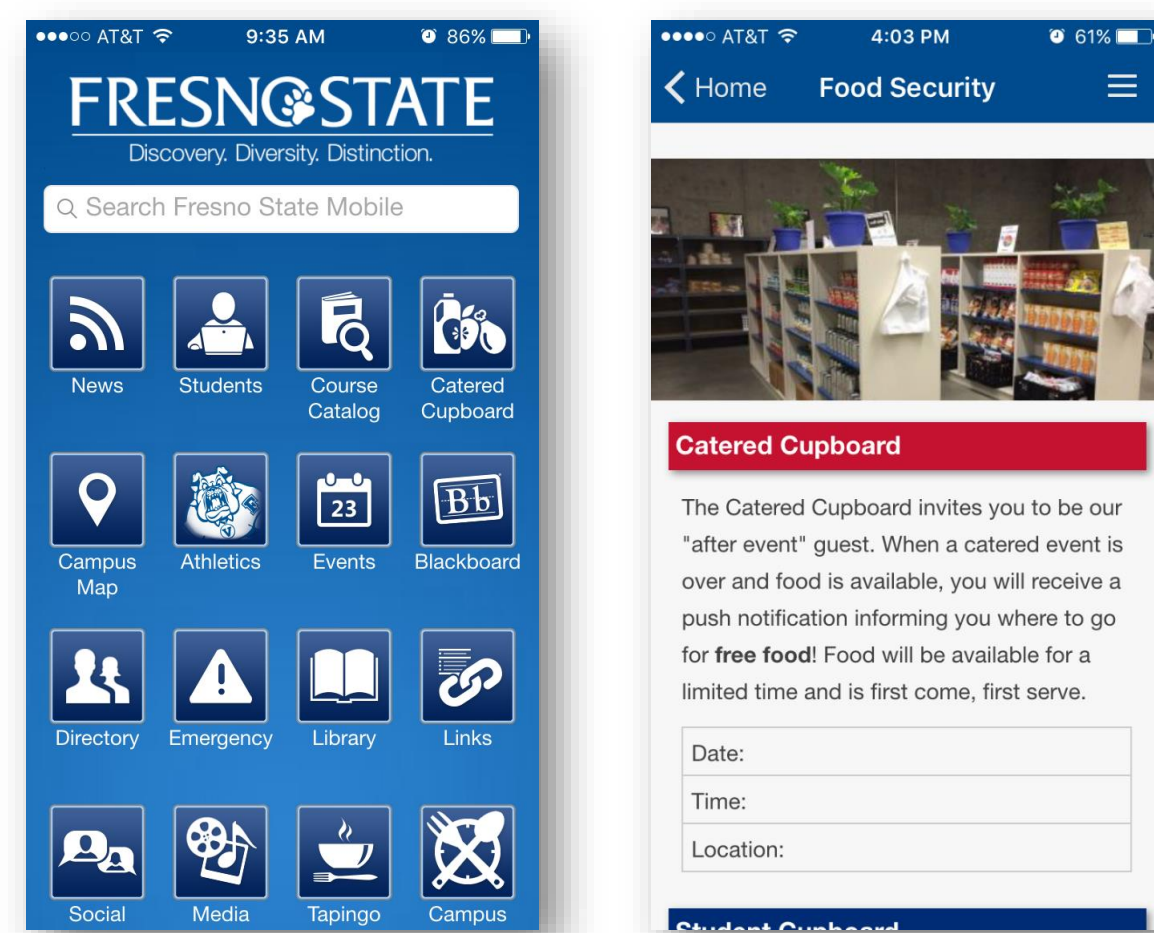 AT&T 9:35 AM 86%
FRESNO STATE
Discovery. Diversity. Distinction.
Search Fresno State Mobile
News Students Course Catered
Catalog Cupboard
23 Bb
Campus Athletics Events Blackboard
Map
Directory Emergency Library Links
Social Media Tapingo Campus
AT&T 4:03 PM 61%
Home Food Security
Catered Cupboard
The Catered Cupboard invites you to be our
"after event" guest. When a catered event is
over and food is available, you will receive a
push notification informing you where to go
for free food! Food will be available for a
limited time and is first come, first serve.
Date:
Time:
Location:
Student Cupboard